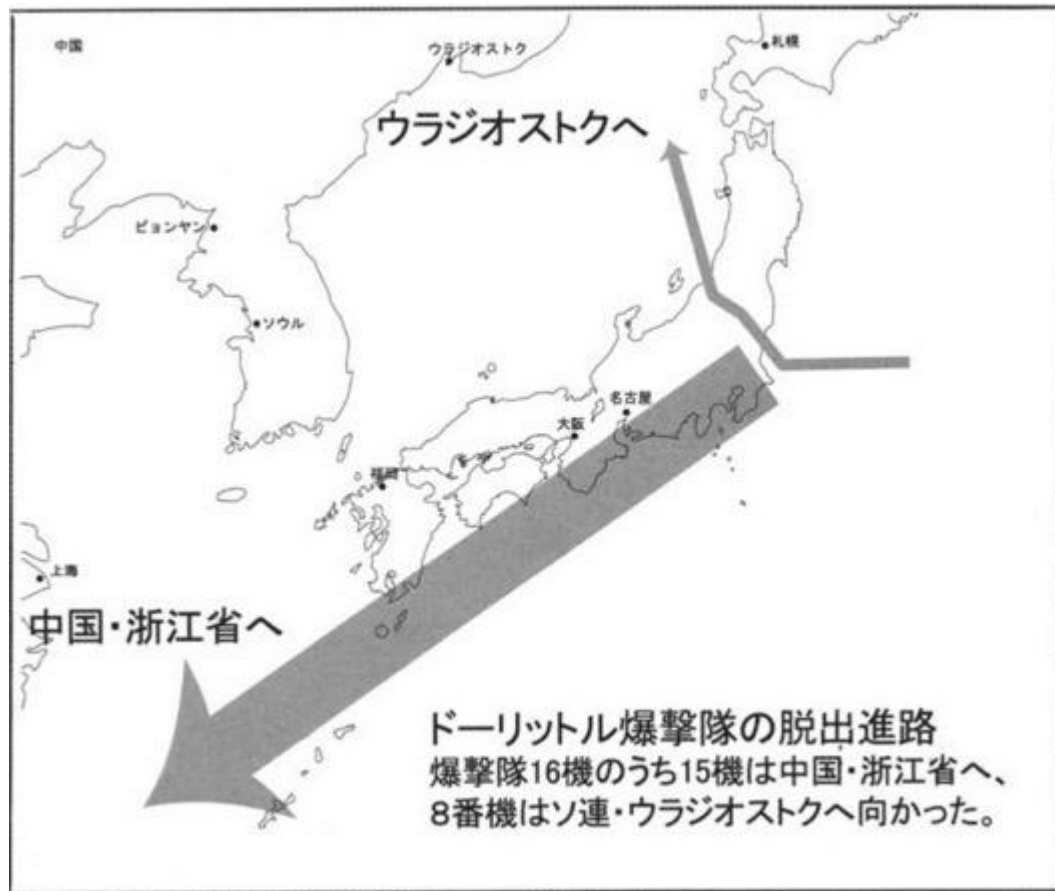 中国
ウラジオストク
札幌
ウラジオストクへ
ピョンヤン
ソウル
名古屋
大阪
福岡
上海
中国・浙江省へ
ドーリットル爆撃隊の脱出進路
爆撃隊16機のうち15機は中国・浙江省へ、
8番機はソ連・ウラジオストクへ向かった。